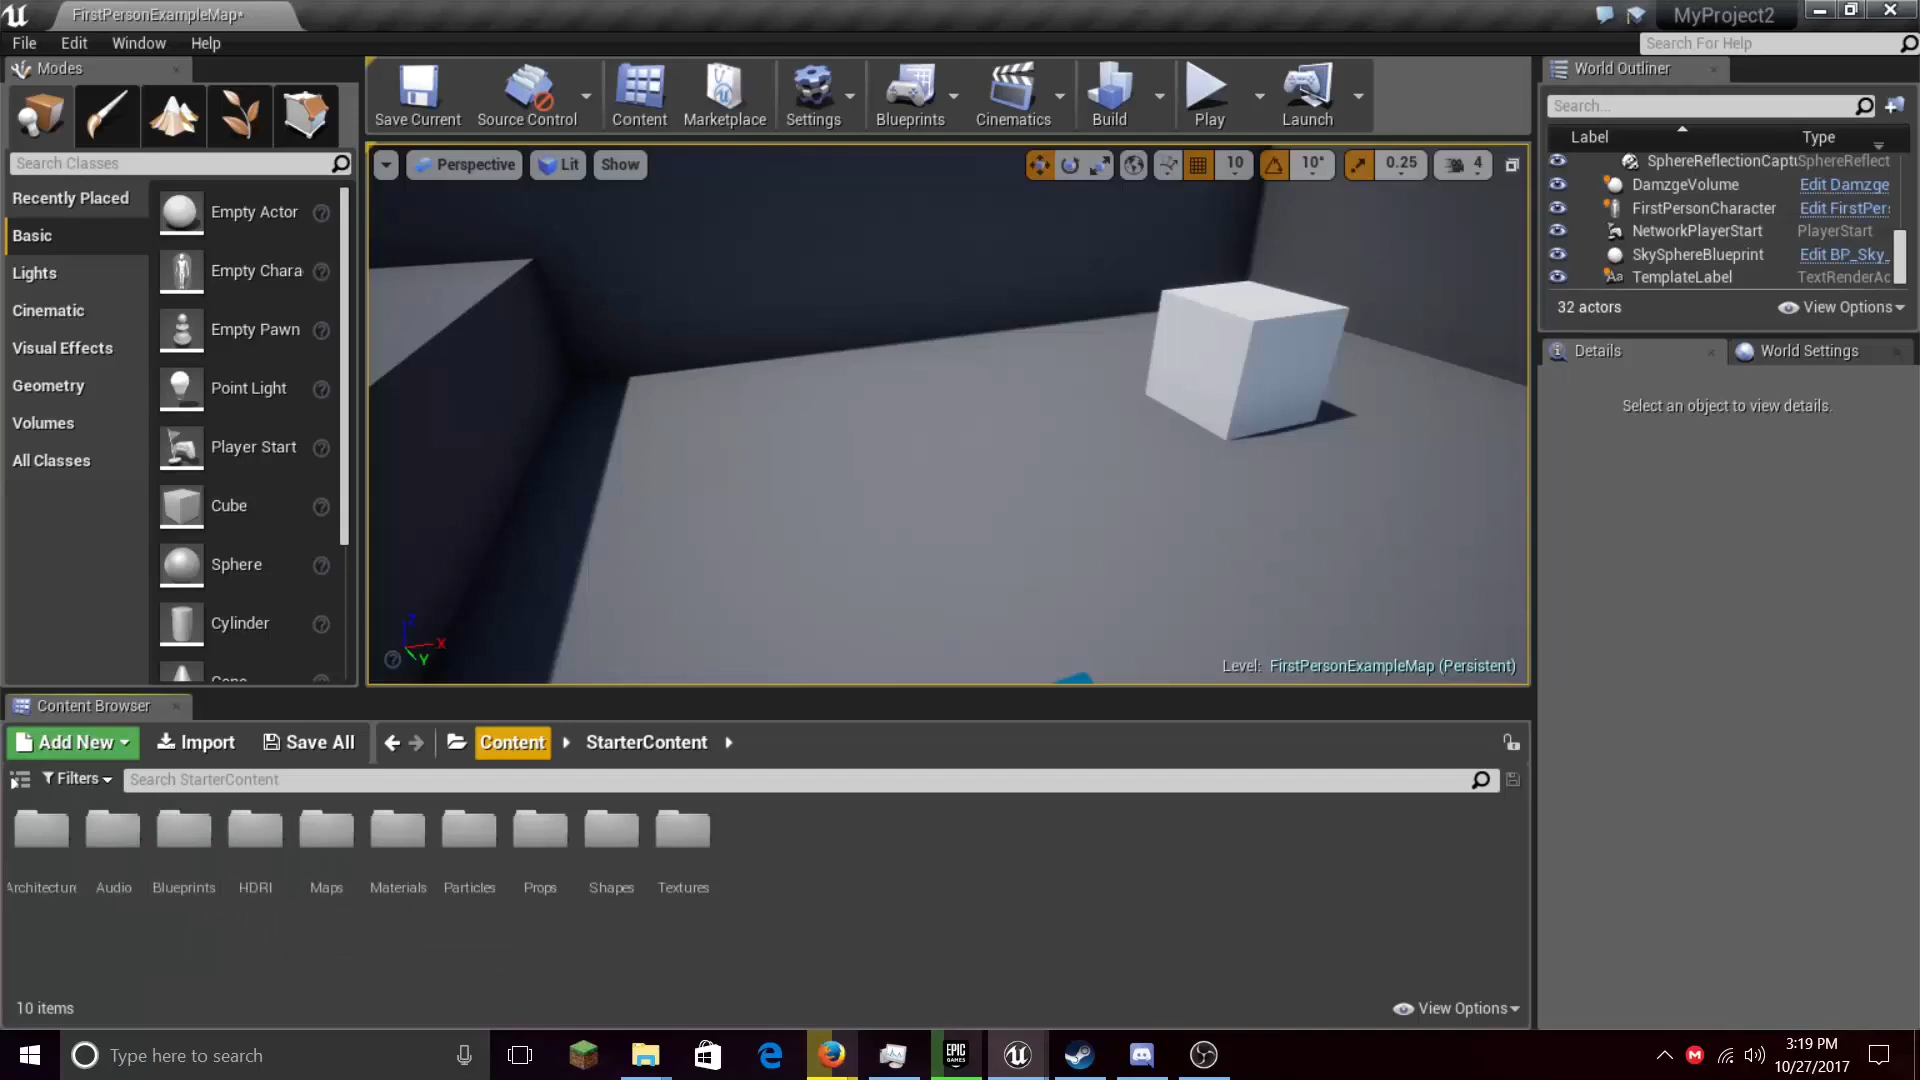 FirstPersonExampleMap*
MyProject2
File Edit Window Help
Search For Help
Modes
Save Current Source Control Content Marketplace Settings Blueprints Cinematics Build Play Launch
World Outliner
Search...
Label Type
Search Classes
Perspective Lit Show 10 10° 0.25 4
SphereReflectionCaptu SphereReflect
DamzgeVolume Edit Damzge
FirstPersonCharacter Edit FirstPer
NetworkPlayerStart PlayerStart
SkySphereBlueprint Edit BP_Sky_
TemplateLabel TextRenderAc
32 actors View Options
Recently Placed
Basic
Lights
Cinematic
Visual Effects
Geometry
Volumes
All Classes
Empty Actor
Empty Chara
Empty Pawn
Point Light
Player Start
Cube
Sphere
Cylinder
Cone
Details World Settings
Select an object to view details.
Z
X
Y
Level: FirstPersonExampleMap (Persistent)
Content Browser
Add New Import Save All Content StarterContent
Filters Search StarterContent
Architecture Audio Blueprints HDRI Maps Materials Particles Props Shapes Textures
10 items View Options
Type here to search
EPIC
GAMES
3:19 PM
10/27/2017